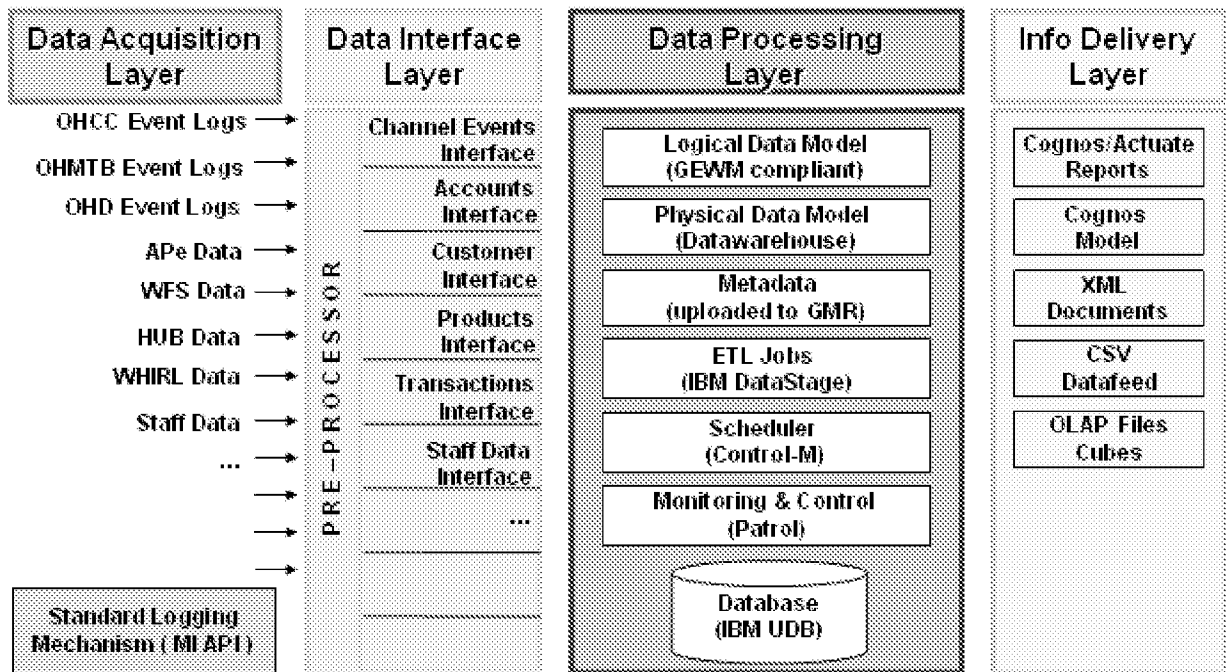 Data Acquisition
Layer
OHCC Event Logs
OHMTB Event Logs
OHD Event Logs
APe Data
WFS Data
HUB Data
WHIRL Data
Staff Data
...
Standard Logging
Mechanism ( MI API )
Data Interface
Layer
PRE-PROCESSOR
Channel Events
Interface
Accounts
Interface
Customer
Interface
Products
Interface
Transactions
Interface
Staff Data
Interface
...
Data Processing
Layer
Logical Data Model
(GEWM compliant)
Physical Data Model
(Datawarehouse)
Metadata
(uploaded to GMR)
ETL Jobs
(IBM DataStage)
Scheduler
(Control-M)
Monitoring & Control
(Patrol)
Database
(IBM UDB)
Info Delivery
Layer
Cognos/Actuate
Reports
Cognos
Model
XML
Documents
CSV
Datafeed
OLAP Files
Cubes